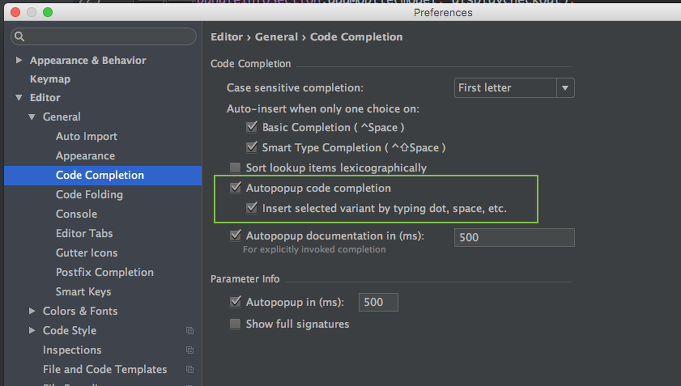 Preferences
Editor › General › Code Completion
Appearance & Behavior
Keymap
Editor
General
Auto Import
Appearance
Code Completion
Code Folding
Console
Editor Tabs
Gutter Icons
Postfix Completion
Smart Keys
Colors & Fonts
Code Style
Inspections
File and Code Templates
Code Completion
Case sensitive completion:
First letter
Auto-insert when only one choice on:
Basic Completion ( ^Space )
Smart Type Completion ( ^⇧Space )
Sort lookup items lexicographically
Autopopup code completion
Insert selected variant by typing dot, space, etc.
Autopopup documentation in (ms):
500
For explicitly invoked completion
Parameter Info
Autopopup in (ms):
500
Show full signatures